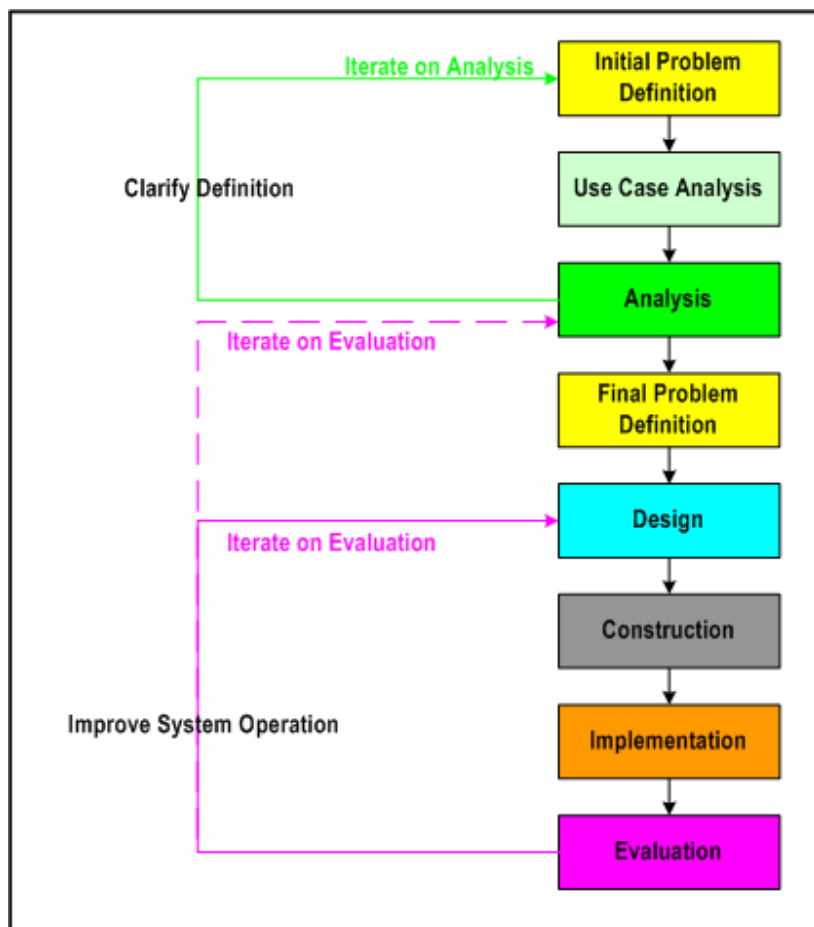 Iterate on Analysis
Initial Problem
Definition
Clarify Definition
Use Case Analysis
Analysis
Iterate on Evaluation
Final Problem
Definition
Design
Iterate on Evaluation
Construction
Improve System Operation
Implementation
Evaluation